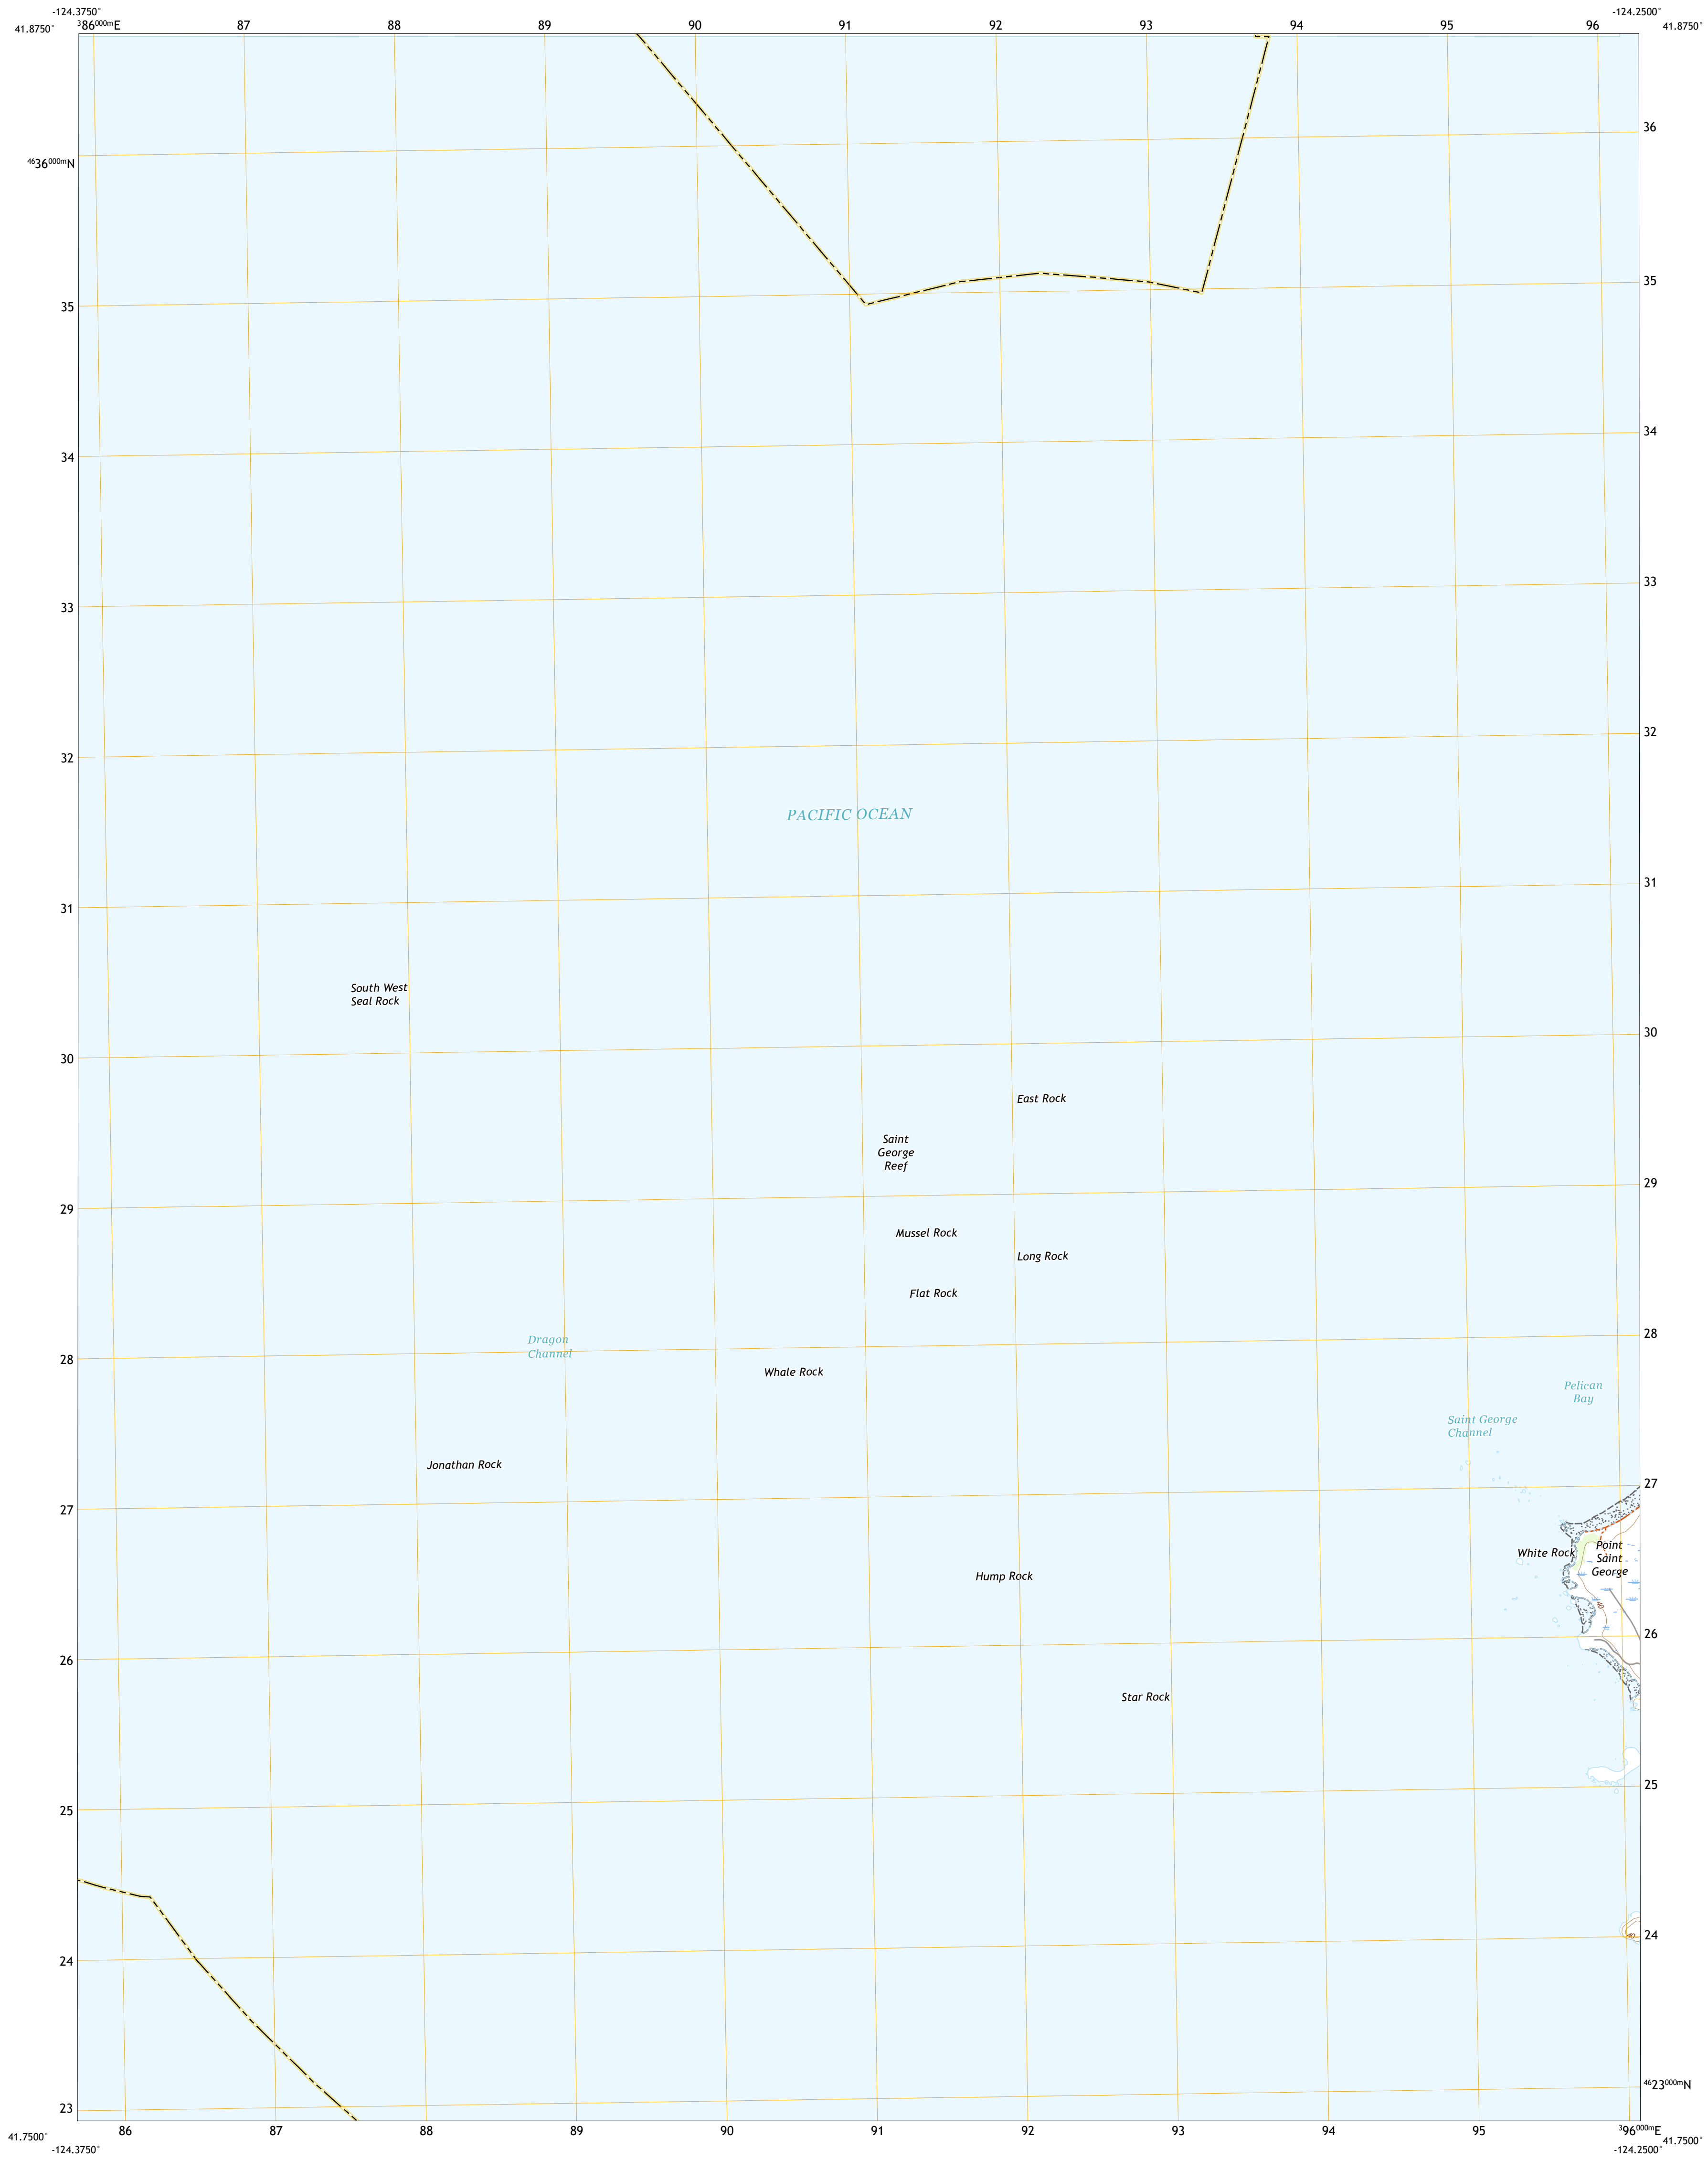 -124.3750°
-124.2500°
41.8750°
³86⁰⁰⁰ᵐE 87 88 89 90 91 92 93 94 95 96
41.8750°
36
⁴⁶36⁰⁰⁰ᵐN
35
35
34
34
33
33
32
32
PACIFIC OCEAN
31
31
South West
Seal Rock
30
30
East Rock
Saint
George
Reef
29
29
Mussel Rock
Long Rock
Flat Rock
28
Dragon
Channel
28
Whale Rock
Pelican
Bay
Saint George
Channel
Jonathan Rock
27
27
White Rock
Point
Saint
George
Hump Rock
40
26
26
Star Rock
25
25
24
40
24
⁴⁶23⁰⁰⁰ᵐN
23
86 87 88 89 90 91 92 93 94 95 ³96⁰⁰⁰ᵐE
41.7500°
41.7500°
-124.3750°
-124.2500°